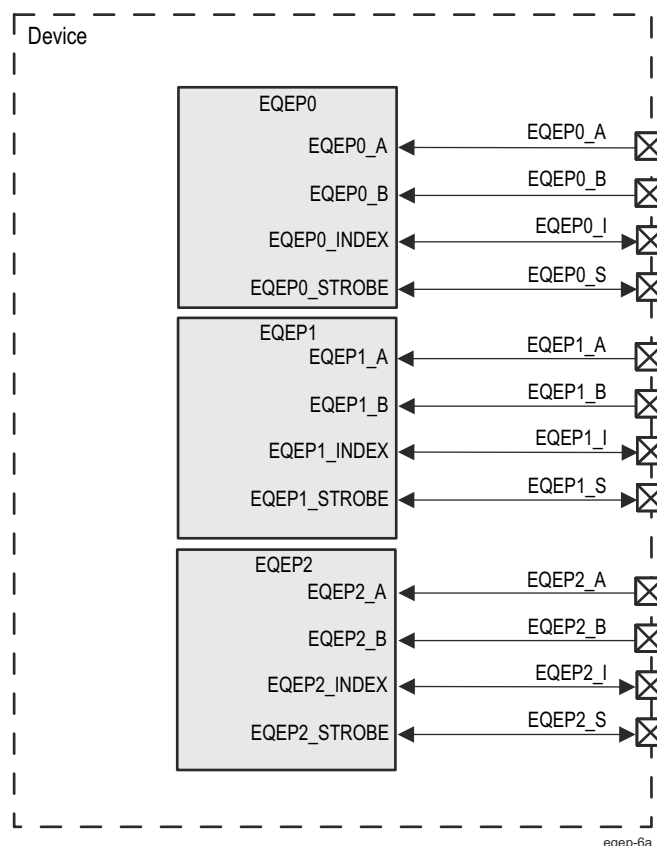 Device
EQEP0
EQEP0_A EQEP0_A
EQEP0_B EQEP0_B
EQEP0_INDEX EQEP0_I
EQEP0_STROBE EQEP0_S
EQEP1
EQEP1_A EQEP1_A
EQEP1_B EQEP1_B
EQEP1_INDEX EQEP1_I
EQEP1_STROBE EQEP1_S
EQEP2
EQEP2_A EQEP2_A
EQEP2_B EQEP2_B
EQEP2_INDEX EQEP2_I
EQEP2_STROBE EQEP2_S
eqep-6a